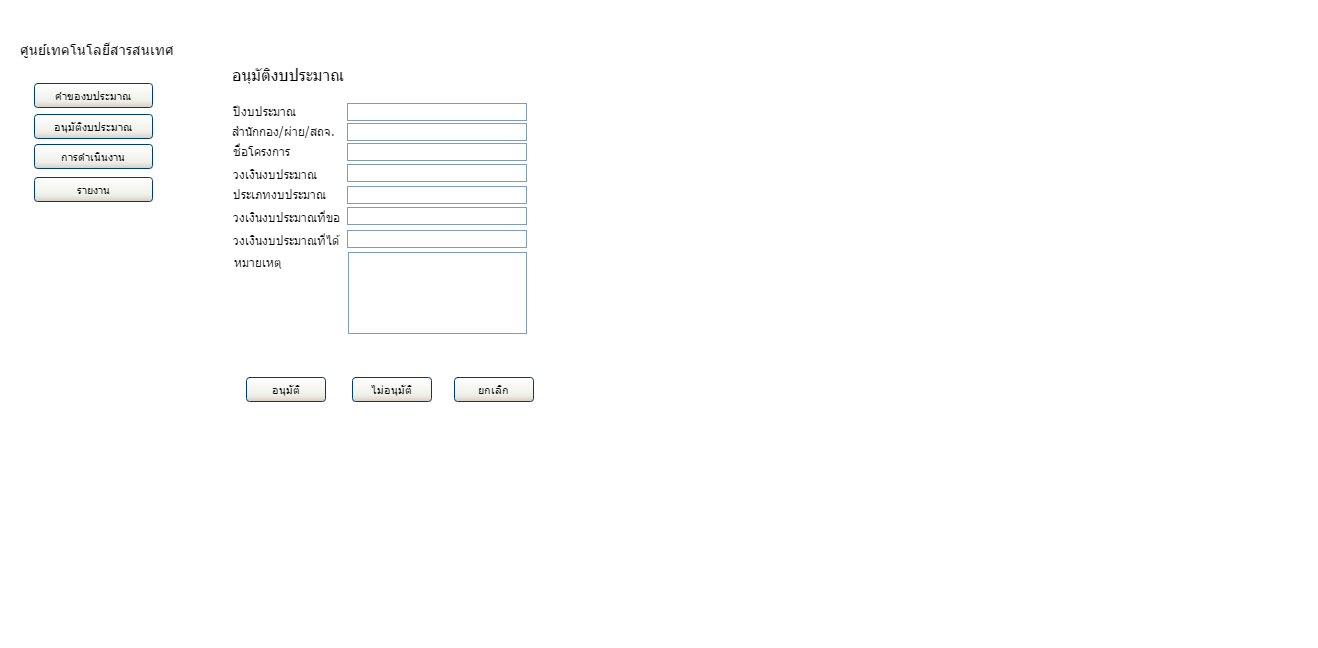 ศูนย์เทคโนโลยีสารสนเทศ
คำของบประมาณ
อนุมัติงบประมาณ
การดำเนินงาน
รายงาน
อนุมัติงบประมาณ
ปีงบประมาณ
สำนักกอง/ฝ่าย/สถจ.
ชื่อโครงการ
วงเงินงบประมาณ
ประเภทงบประมาณ
วงเงินงบประมาณที่ขอ
วงเงินงบประมาณที่ได้
หมายเหตุ
อนุมัติ ไม่อนุมัติ ยกเลิก